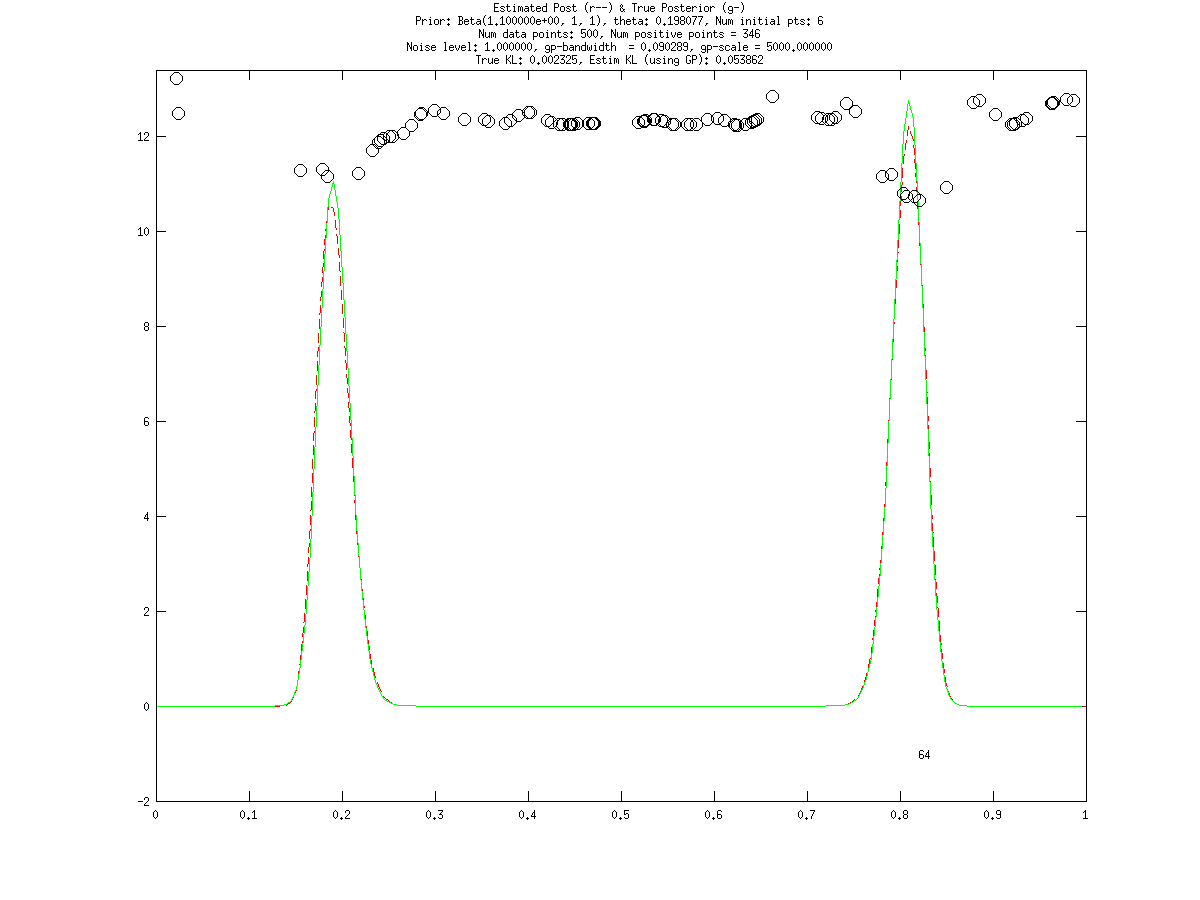 Estimated Post (r--) & True Posterior (g-)
Prior: Beta(1.100000e+00, 1, 1), theta: 0.198077, Num initial pts: 6
Num data points: 500, Num positive points = 346
Noise level: 1.000000, gp-bandwidth  = 0.090289, gp-scale = 5000.000000
True KL: 0.002325, Estim KL (using GP): 0.053862
12
10
8
6
4
2
0
64
-2
0 0.1 0.2 0.3 0.4 0.5 0.6 0.7 0.8 0.9 1